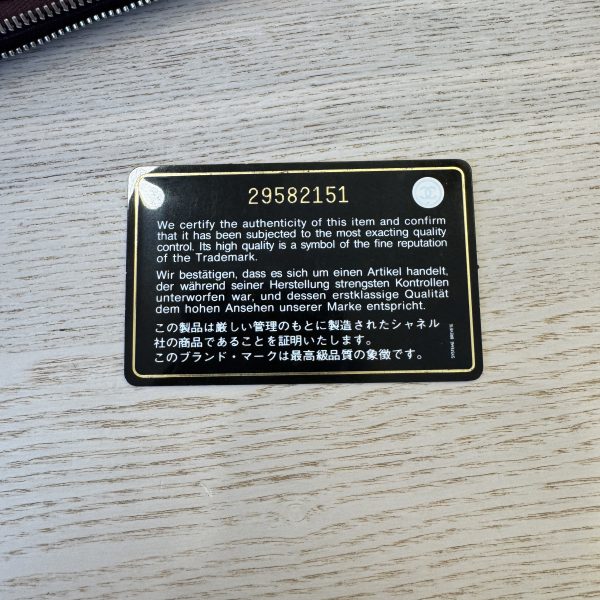 29582151
We certify the authenticity of this item and confirm
that it has been subjected to the most exacting quality
control. Its high quality is a symbol of the fine reputation
of the Trademark.
Wir bestätigen, dass es sich um einen Artikel handelt,
der während seiner Herstellung strengsten Kontrollen
unterworfen war, und dessen erstklassige Qualität
dem hohen Ansehen unserer Marke entspricht.
この製品は厳しい管理のもとに製造されたシャネル
社の商品であることを証明いたします。
このブランド・マークは最高級品質の象徴です。